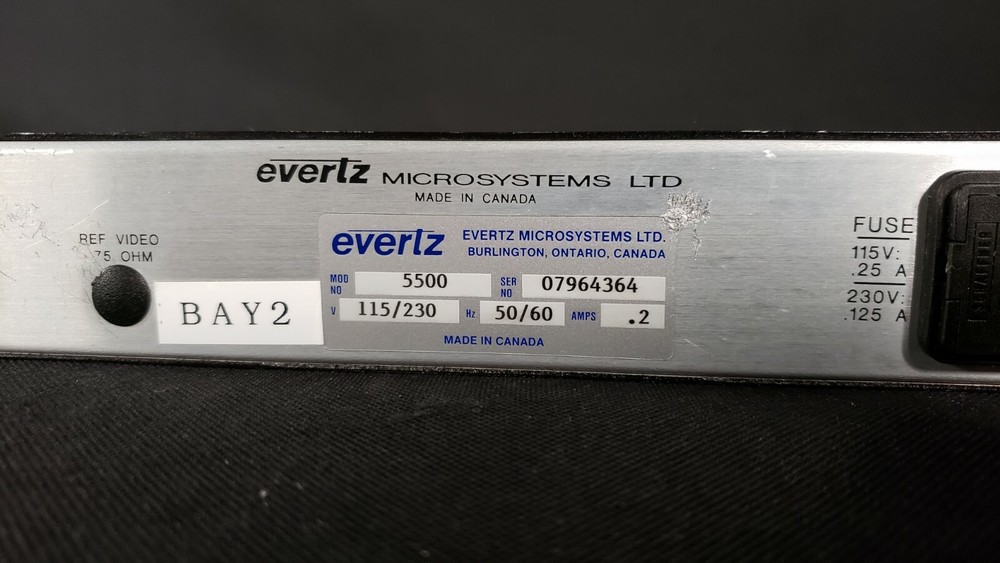 evertz MICROSYSTEMS LTD
MADE IN CANADA
REF VIDEO
75 OHM
BAY2
evertz EVERTZ MICROSYSTEMS LTD.
BURLINGTON, ONTARIO, CANADA
MOD NO 5500 SER NO 07964364
V 115/230 Hz 50/60 AMPS .2
MADE IN CANADA
FUSE
115V:
.25 A
230V:
.125 A